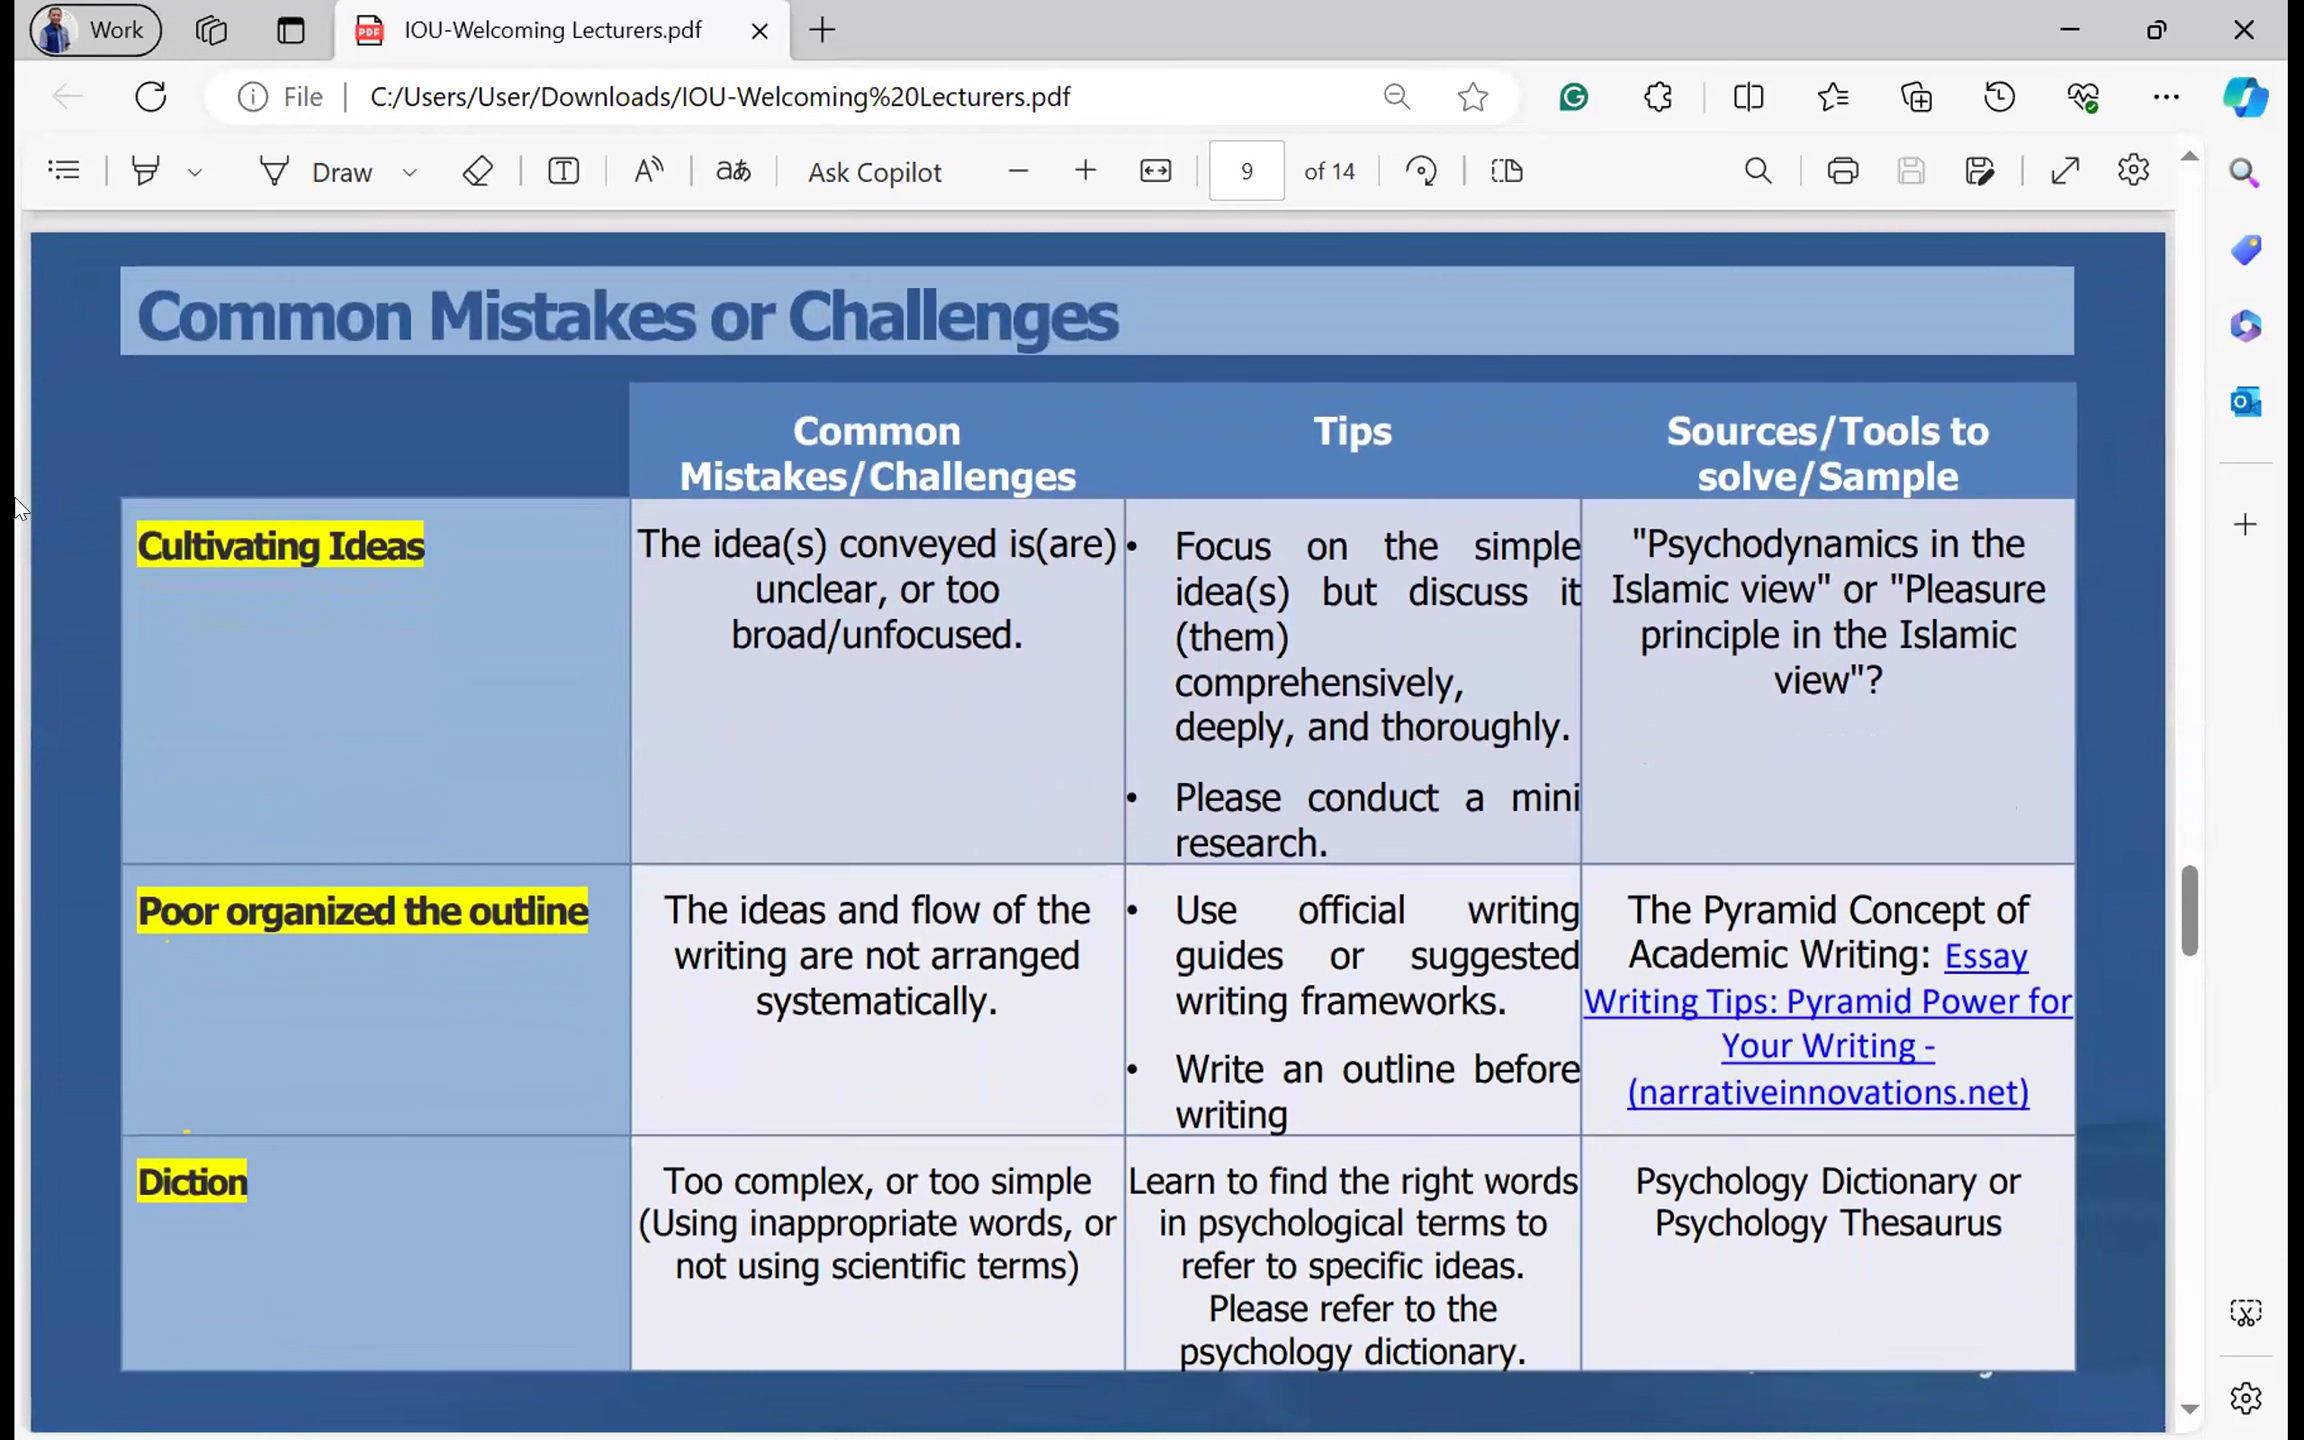 Work
IOU-Welcoming Lecturers.pdf
File
C:/Users/User/Downloads/IOU-Welcoming%20Lecturers.pdf
Draw
Ask Copilot
9 of 14
Common Mistakes or Challenges
Common
Mistakes/Challenges
Tips
Sources/Tools to
solve/Sample
Cultivating Ideas
The idea(s) conveyed is(are)
unclear, or too
broad/unfocused.
• Focus on the simple
idea(s) but discuss it
(them)
comprehensively,
deeply, and thoroughly.
• Please conduct a mini
research.
"Psychodynamics in the
Islamic view" or "Pleasure
principle in the Islamic
view"?
Poor organized the outline
The ideas and flow of the
writing are not arranged
systematically.
• Use official writing
guides or suggested
writing frameworks.
• Write an outline before
writing
The Pyramid Concept of
Academic Writing: Essay
Writing Tips: Pyramid Power for
Your Writing -
(narrativeinnovations.net)
Diction
Too complex, or too simple
(Using inappropriate words, or
not using scientific terms)
Learn to find the right words
in psychological terms to
refer to specific ideas.
Please refer to the
psychology dictionary.
Psychology Dictionary or
Psychology Thesaurus